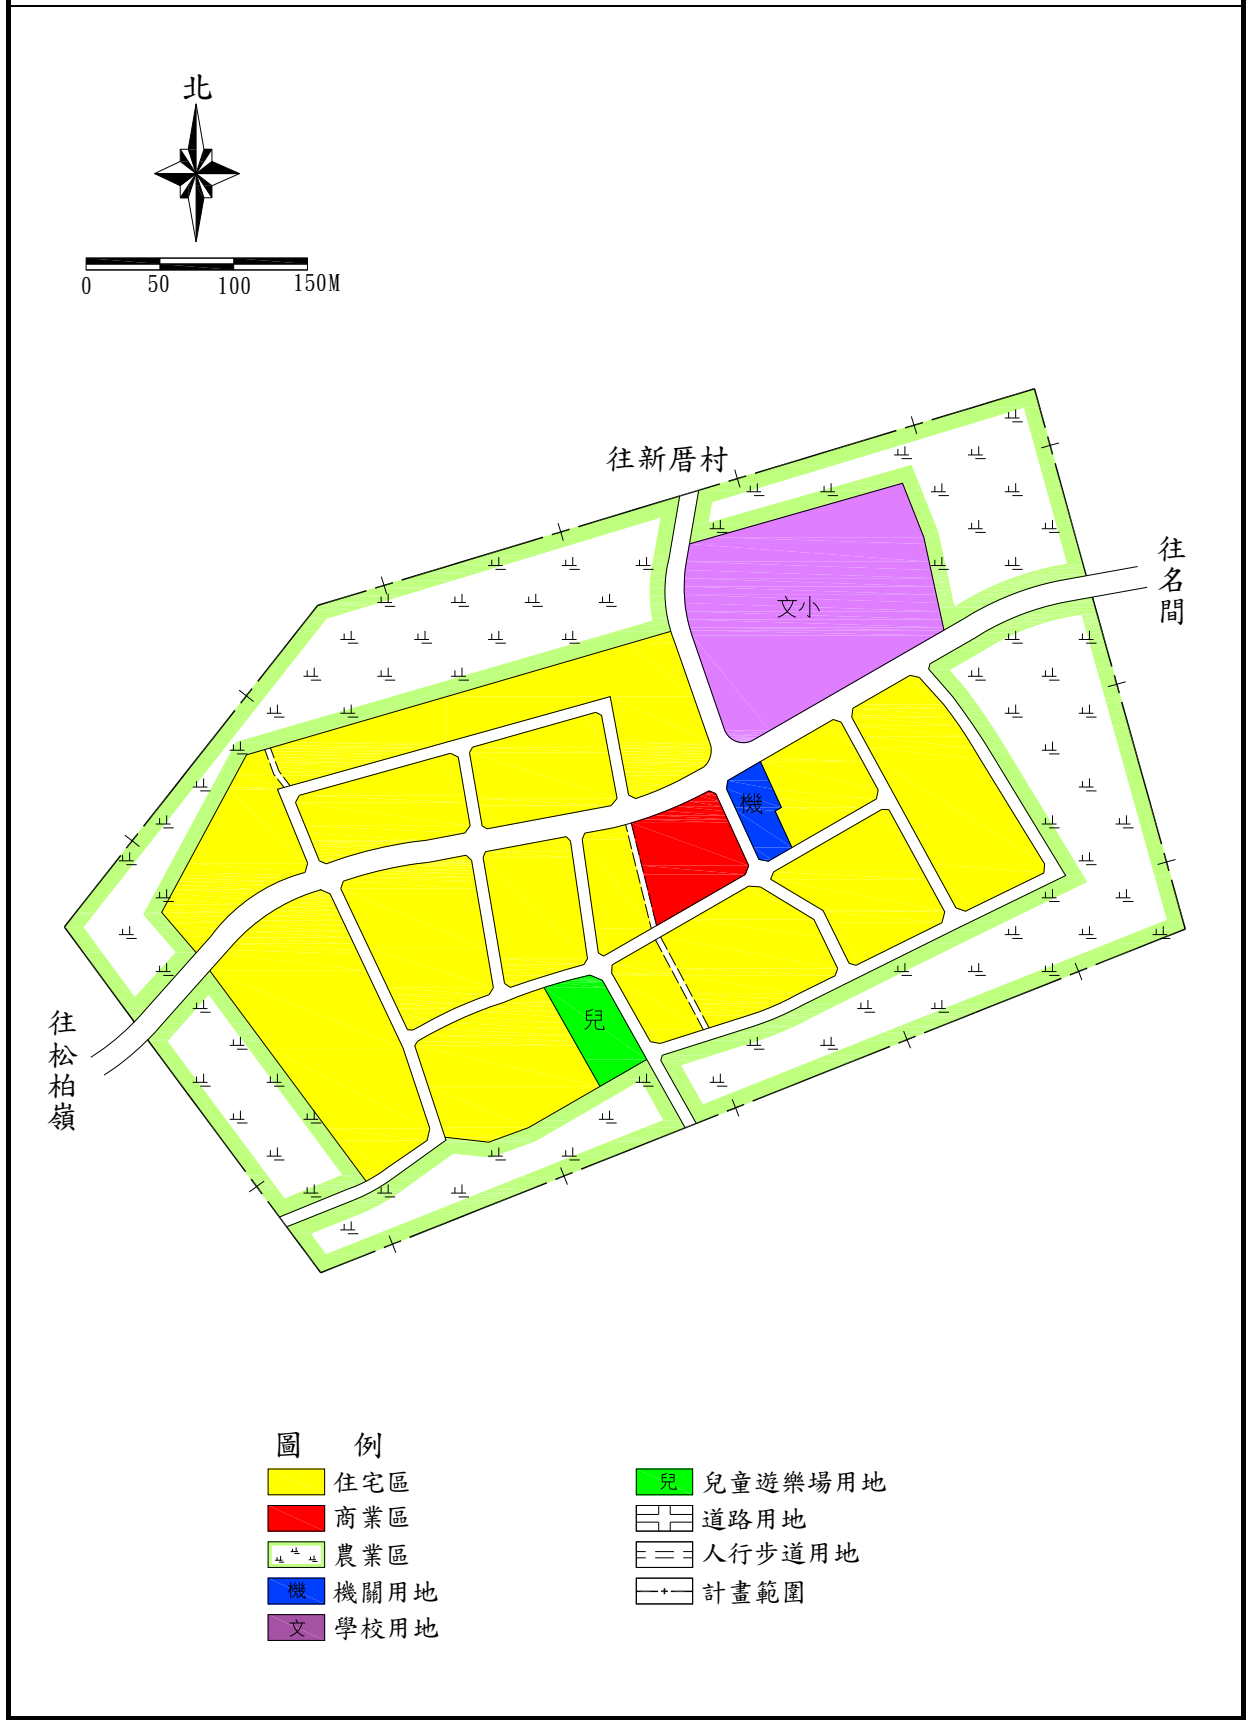 北
0 50 100 150M
往新厝村
往名間
文小
機
兒
往松柏嶺
圖 例
住宅區
商業區
農業區
機 機關用地
文 學校用地
兒 兒童遊樂場用地
道路用地
人行步道用地
計畫範圍